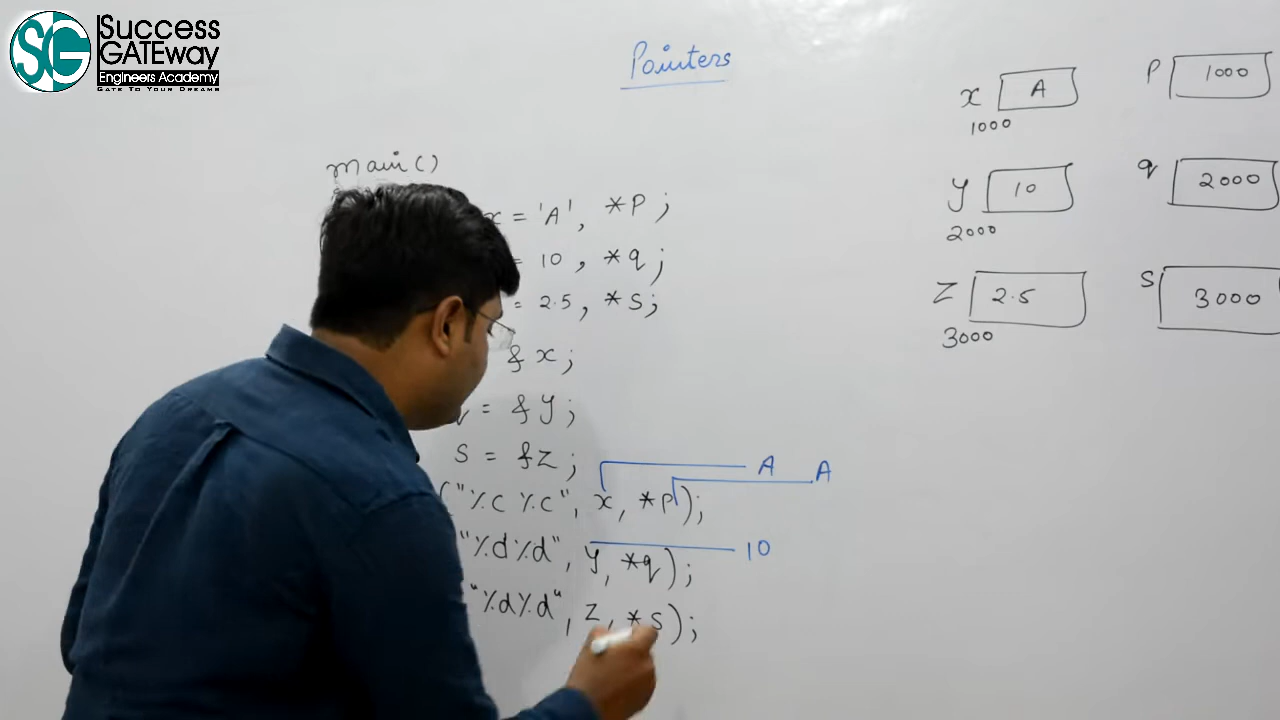 Success
GATEway
Engineers Academy
GATE TO YOUR DREAMS
Pointers
main()
x = 'A', *P;
= 10, *q;
= 2.5, *S;
& x;
= & y;
S = & z;
("%c %c", x, *P); A A
"%d%d", y, *q); 10
"%d%d", z, *s);
x A
1000
P 1000
y 10
2000
q 2000
z 2.5
3000
S 3000